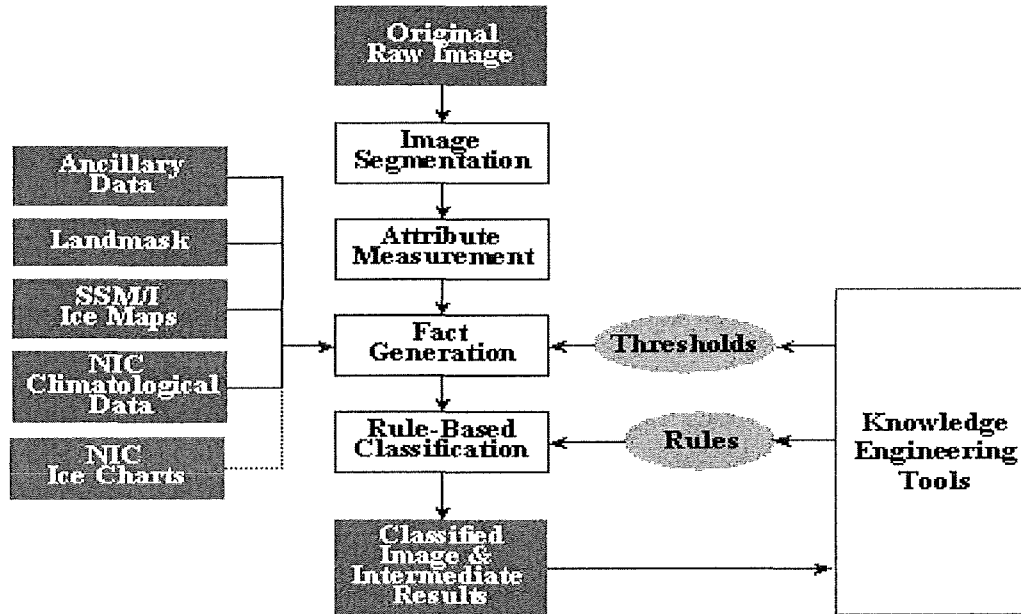 Original
Raw Image
Image
Segmentation
Ancillary
Data
Landmask
Attribute
Measurement
SSM/I
Ice Maps
Fact
Generation
Thresholds
NIC
Climatological
Data
Rule-Based
Classification
Rules
Knowledge
Engineering
Tools
NIC
Ice Charts
Classified
Image &
Intermediate
Results